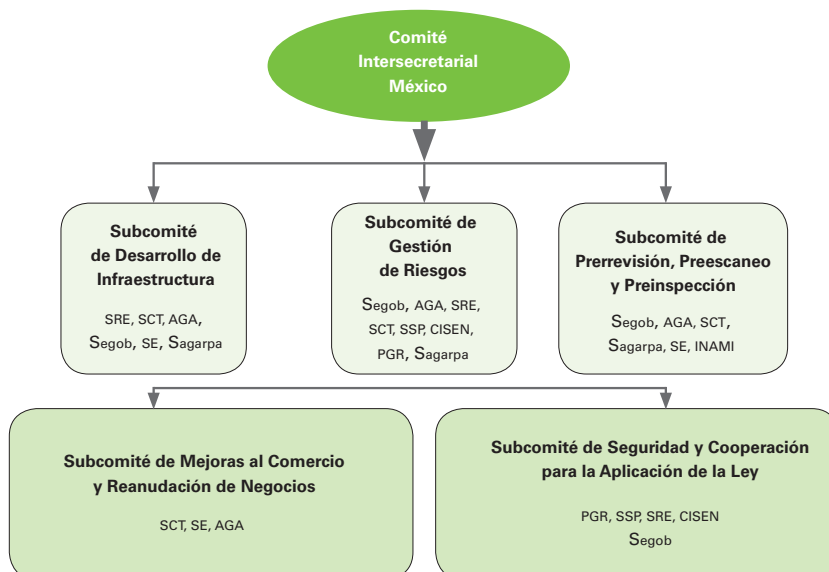 Comité
Intersecretarial
México
Subcomité
de Desarrollo de
Infraestructura
SRE, SCT, AGA,
Segob, SE, Sagarpa
Subcomité de
Gestión
de Riesgos
Segob, AGA, SRE,
SCT, SSP, CISEN,
PGR, Sagarpa
Subcomité de
Prerrevisión, Preescaneo
y Preinspección
Segob, AGA, SCT,
Sagarpa, SE, INAMI
Subcomité de Mejoras al Comercio
y Reanudación de Negocios
SCT, SE, AGA
Subcomité de Seguridad y Cooperación
para la Aplicación de la Ley
PGR, SSP, SRE, CISEN
Segob